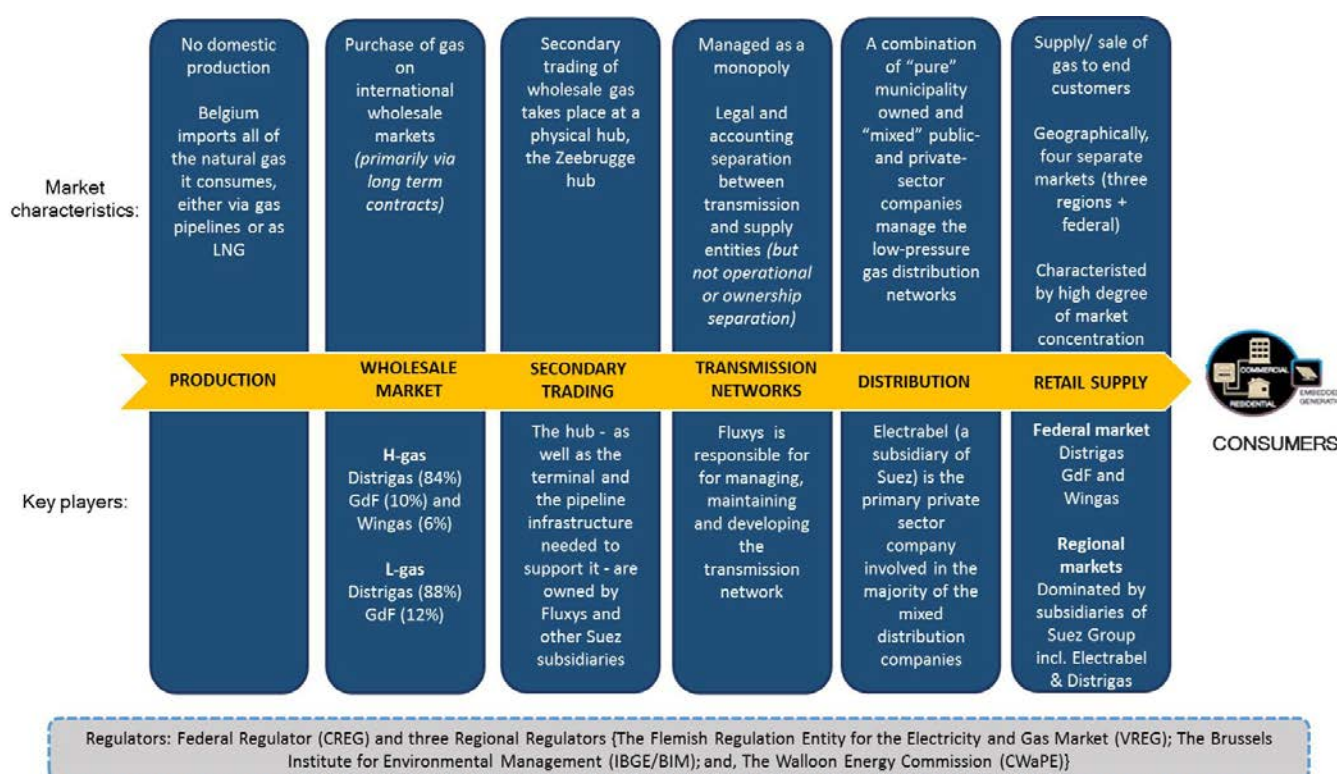 No domestic
production
Belgium
imports all of
the natural gas
it consumes,
either via gas
pipelines or as
LNG
Purchase of gas
on
international
wholesale
markets
(primarily via
long term
contracts)
Secondary
trading of
wholesale gas
takes place at a
physical hub,
the Zeebrugge
hub
Managed as a
monopoly
Legal and
accounting
separation
between
transmission
and supply
entities (but
not operational
or ownership
separation)
A combination
of “pure”
municipality
owned and
“mixed” public-
and private-
sector
companies
manage the
low-pressure
gas distribution
networks
Supply/ sale of
gas to end
customers
Geographically,
four separate
markets (three
regions +
federal)
Characteristed
by high degree
of market
concentration
Market
characteristics:
PRODUCTION
WHOLESALE
MARKET
SECONDARY
TRADING
TRANSMISSION
NETWORKS
DISTRIBUTION
RETAIL SUPPLY
COMMERCIAL
RESIDENTIAL
EMBEDDE
GENERATI
CONSUMERS
Key players:
H-gas
Distrigas (84%)
GdF (10%) and
Wingas (6%)
L-gas
Distrigas (88%)
GdF (12%)
The hub - as
well as the
terminal and
the pipeline
infrastructure
needed to
support it - are
owned by
Fluxys and
other Suez
subsidiaries
Fluxys is
responsible for
for managing,
maintaining
and developing
the
transmission
network
Electrabel (a
subsidiary of
Suez) is the
primary private
sector
company
involved in the
majority of the
mixed
distribution
companies
Federal market
Distrigas
GdF and
Wingas
Regional
markets
Dominated by
subsidiaries of
Suez Group
incl. Electrabel
& Distrigas
Regulators: Federal Regulator (CREG) and three Regional Regulators {The Flemish Regulation Entity for the Electricity and Gas Market (VREG); The Brussels
Institute for Environmental Management (IBGE/BIM); and, The Walloon Energy Commission (CWaPE)}